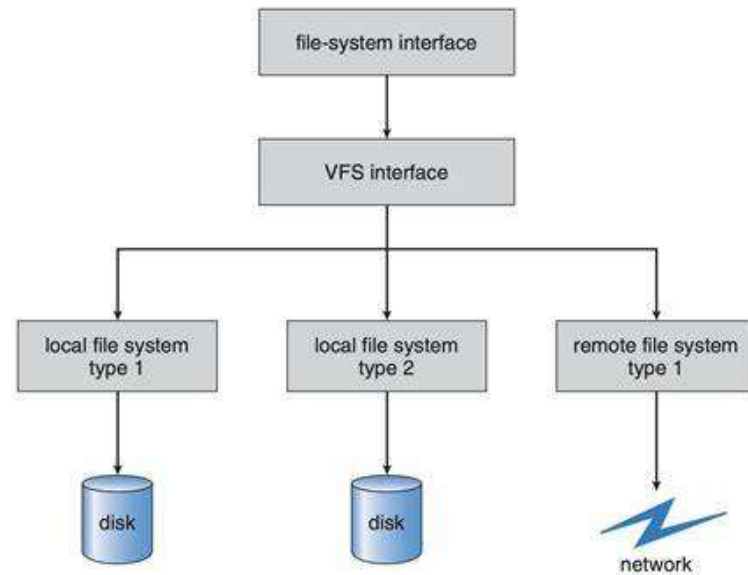 file-system interface
VFS interface
local file system
type 1
local file system
type 2
remote file system
type 1
disk
disk
network